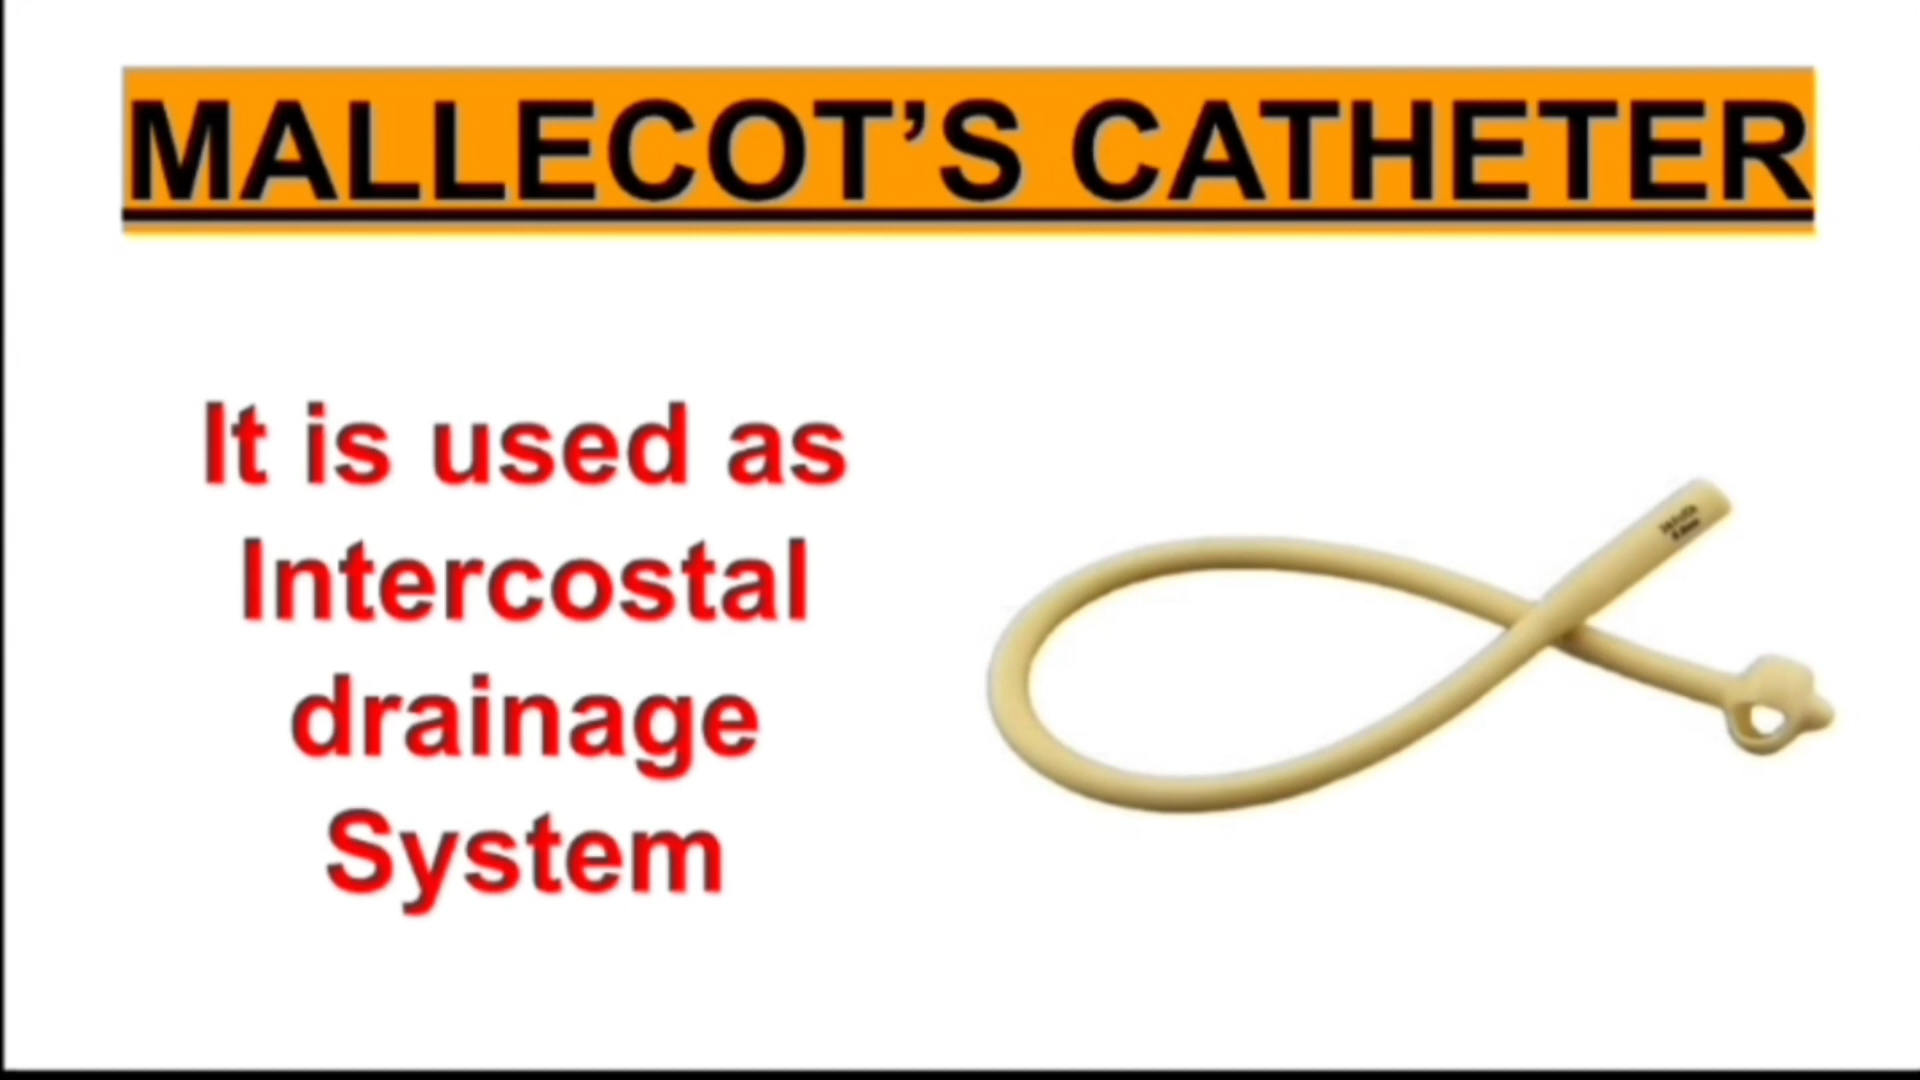 MALLECOT’S CATHETER
It is used as
Intercostal
drainage
System